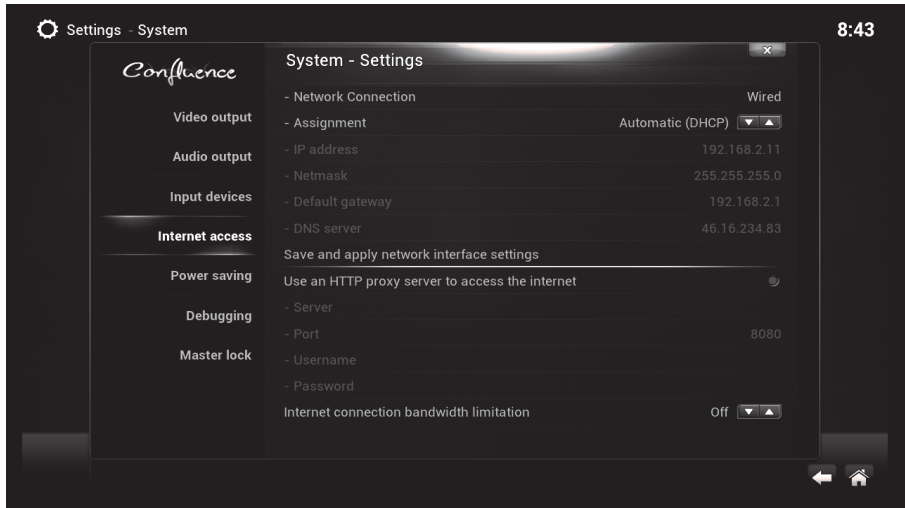 Settings - System
8:43
Confluence
Video output
Audio output
Input devices
Internet access
Power saving
Debugging
Master lock
System - Settings
X
- Network Connection Wired
- Assignment Automatic (DHCP)
- IP address 192.168.2.11
- Netmask 255.255.255.0
- Default gateway 192.168.2.1
- DNS server 46.16.234.83
Save and apply network interface settings
Use an HTTP proxy server to access the internet
- Server
- Port 8080
- Username
- Password
Internet connection bandwidth limitation Off